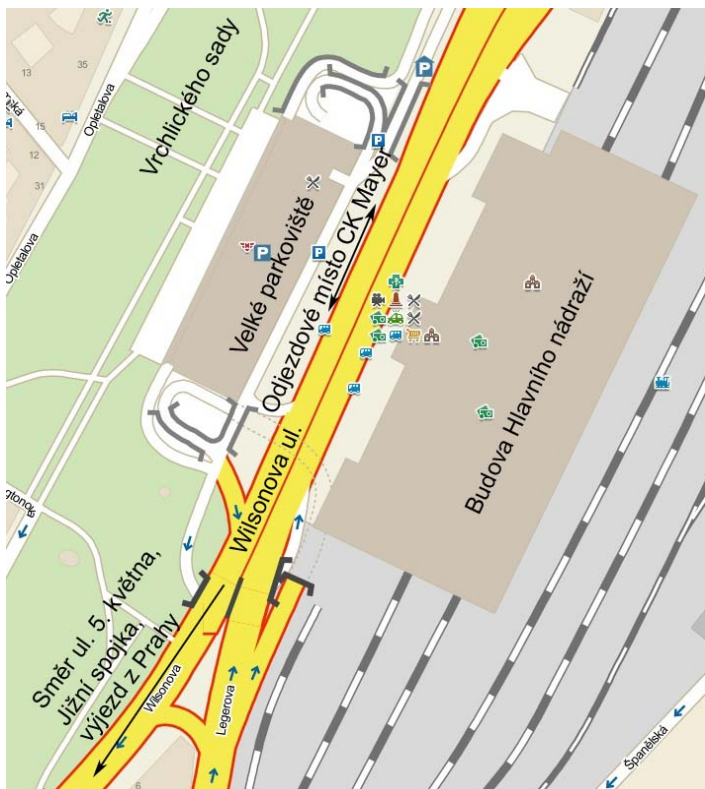 Vrchlického sady
Opletalova
13
35
15
12
31
Opletalova
P
P
P
P
Velké parkoviště
Odjezdové místo CK Mayer
Budova Hlavního nádraží
Wilsonova ul.
Směr ul. 5. května,
Jižní spojka,
výjezd z Prahy
Wilsonova
Legerova
Španělská
6